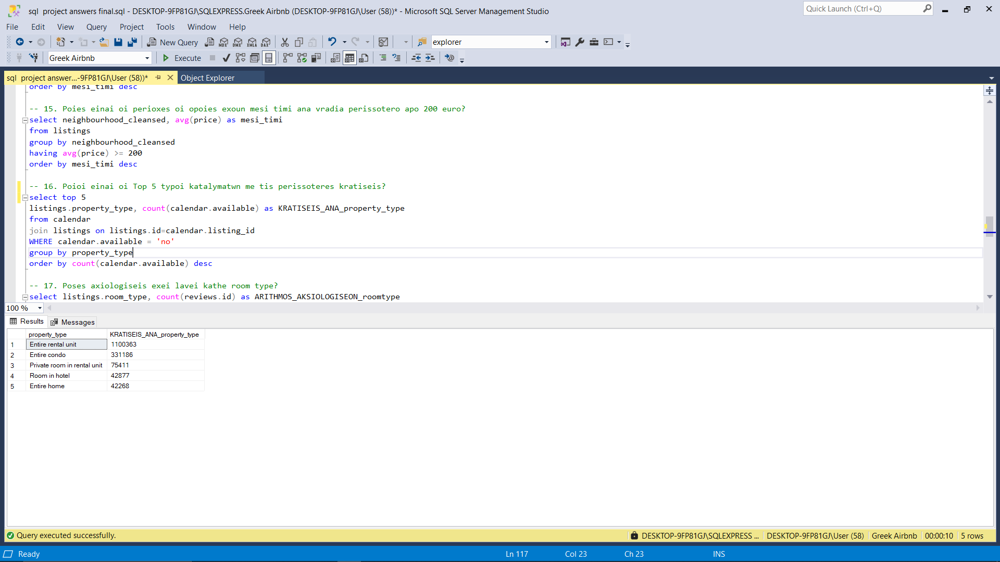 sql  project answers final.sql - DESKTOP-9FP81GJ\SQLEXPRESS.Greek Airbnb (DESKTOP-9FP81GJ\User (58))* - Microsoft SQL Server Management Studio
Quick Launch (Ctrl+Q)
File Edit View Query Project Tools Window Help
New Query
MDX DMX XMLA DAX
explorer
Greek Airbnb
Execute
sql  project answer...-9FP81GJ\User (58))*
Object Explorer
order by mesi_timi desc
-- 15. Poies einai oi perioxes oi opoies exoun mesi timi ana vradia perissotero apo 200 euro?
select neighbourhood_cleansed, avg(price) as mesi_timi
from listings
group by neighbourhood_cleansed
having avg(price) >= 200
order by mesi_timi desc
-- 16. Poioi einai oi Top 5 typoi katalymatwn me tis perissoteres kratiseis?
select top 5
listings.property_type, count(calendar.available) as KRATISEIS_ANA_property_type
from calendar
join listings on listings.id=calendar.listing_id
WHERE calendar.available = 'no'
group by property_type
order by count(calendar.available) desc
-- 17. Poses axiologiseis exei lavei kathe room type?
select listings.room_type, count(reviews.id) as ARITHMOS_AKSIOLOGISEON_roomtype
100 %
Results Messages
property_type KRATISEIS_ANA_property_type
1 Entire rental unit 1100363
2 Entire condo 331186
3 Private room in rental unit 75411
4 Room in hotel 42877
5 Entire home 42268
Query executed successfully.
DESKTOP-9FP81GJ\SQLEXPRESS ... DESKTOP-9FP81GJ\User (58) Greek Airbnb 00:00:10 5 rows
Ready
Ln 117 Col 23 Ch 23 INS